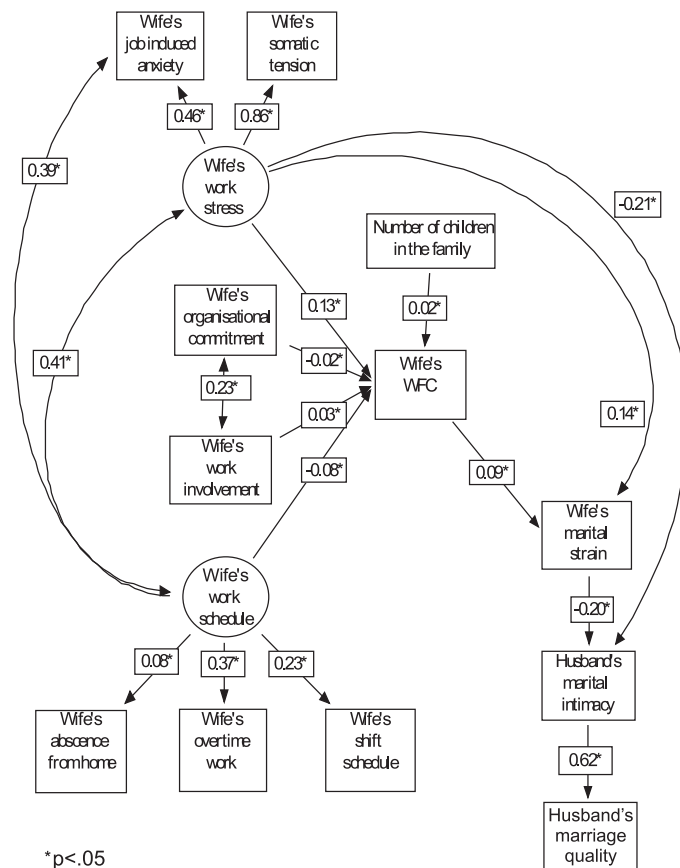 Wife's
job induced
anxiety
Wife's
somatic
tension
0.46*
0.86*
0.39*
Wife's
work
stress
-0.21*
Number of children
in the family
Wife's
organisational
commitment
0.13*
0.02*
0.41*
-0.02*
Wife's
WFC
0.23*
0.03*
0.14*
Wife's
work
involvement
-0.08*
0.09*
Wife's
marital
strain
Wife's
work
schedule
-0.20*
0.08*
0.37*
0.23*
Husband's
marital
intimacy
Wife's
abscence
from home
Wife's
overtime
work
Wife's
shift
schedule
0.62*
Husband's
marriage
quality
*p<.05